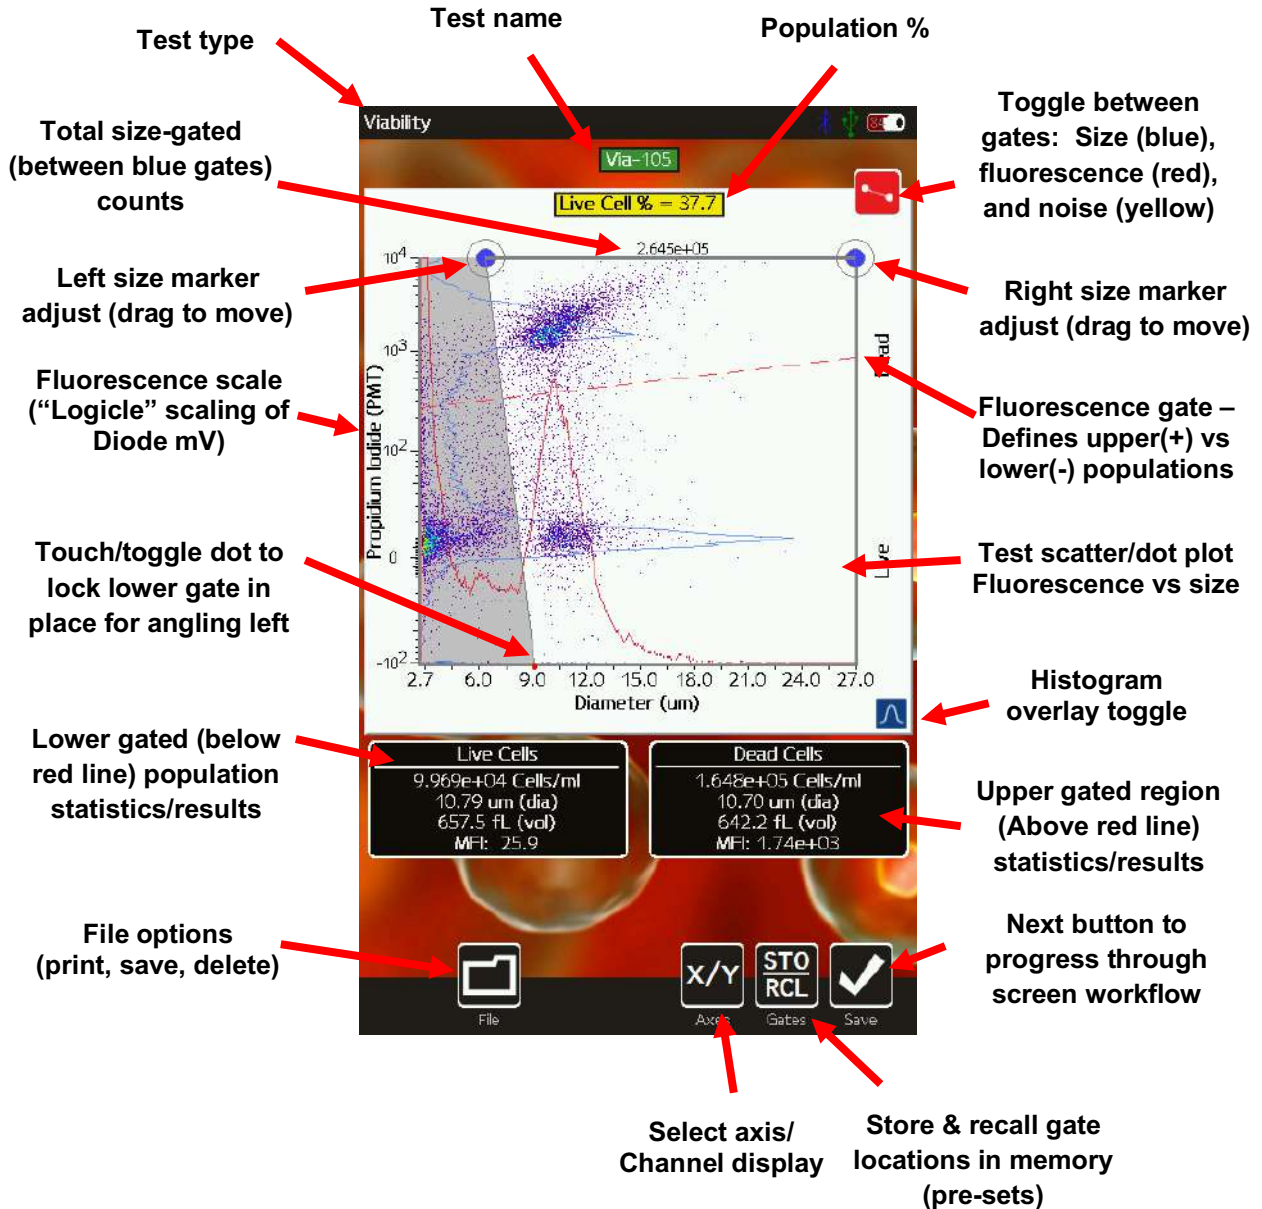 Test name
Population %
Test type
Toggle between
gates: Size (blue),
fluorescence (red),
and noise (yellow)
Total size-gated
(between blue gates)
counts
Viability
84
Via-105
Live Cell % = 37.7
2.645e+05
Left size marker
adjust (drag to move)
Right size marker
adjust (drag to move)
Fluorescence scale
(“Logicle” scaling of
Diode mV)
Fluorescence gate –
Defines upper(+) vs
lower(-) populations
10⁴
10³
10²
0
-10²
Propidium Iodide (PMT)
Dead
Live
Touch/toggle dot to
lock lower gate in
place for angling left
Test scatter/dot plot
Fluorescence vs size
2.7 6.0 9.0 12.0 15.0 18.0 21.0 24.0 27.0
Diameter (um)
Histogram
overlay toggle
Lower gated (below
red line) population
statistics/results
Live Cells
9.969e+04 Cells/ml
10.79 um (dia)
657.5 fL (vol)
MFI: 25.9
Dead Cells
1.648e+05 Cells/ml
10.70 um (dia)
642.2 fL (vol)
MFI: 1.74e+03
Upper gated region
(Above red line)
statistics/results
File options
(print, save, delete)
Next button to
progress through
screen workflow
X/Y
STO
RCL
File
Axes
Gates
Save
Select axis/
Channel display
Store & recall gate
locations in memory
(pre-sets)